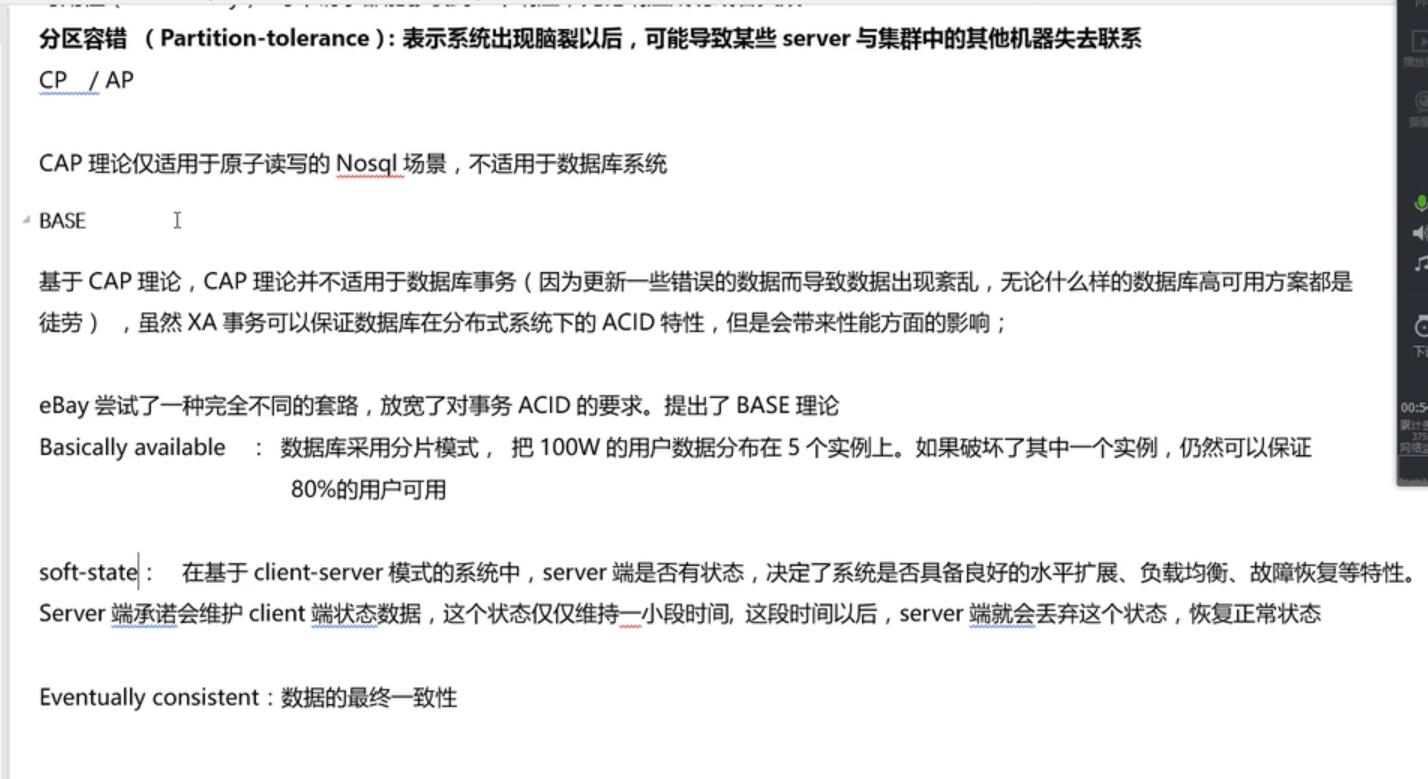 分区容错 （Partition-tolerance）：表示系统出现脑裂以后，可能导致某些 server 与集群中的其他机器失去联系
CP / AP
CAP 理论仅适用于原子读写的 Nosql 场景，不适用于数据库系统
BASE
基于 CAP 理论，CAP 理论并不适用于数据库事务（因为更新一些错误的数据而导致数据出现紊乱，无论什么样的数据库高可用方案都是
徒劳） ，虽然 XA 事务可以保证数据库在分布式系统下的 ACID 特性，但是会带来性能方面的影响；
eBay 尝试了一种完全不同的套路，放宽了对事务 ACID 的要求。提出了 BASE 理论
Basically available ： 数据库采用分片模式， 把 100W 的用户数据分布在 5 个实例上。如果破坏了其中一个实例，仍然可以保证
80%的用户可用
soft-state： 在基于 client-server 模式的系统中，server 端是否有状态，决定了系统是否具备良好的水平扩展、负载均衡、故障恢复等特性。
Server 端承诺会维护 client 端状态数据，这个状态仅仅维持一小段时间, 这段时间以后，server 端就会丢弃这个状态，恢复正常状态
Eventually consistent：数据的最终一致性